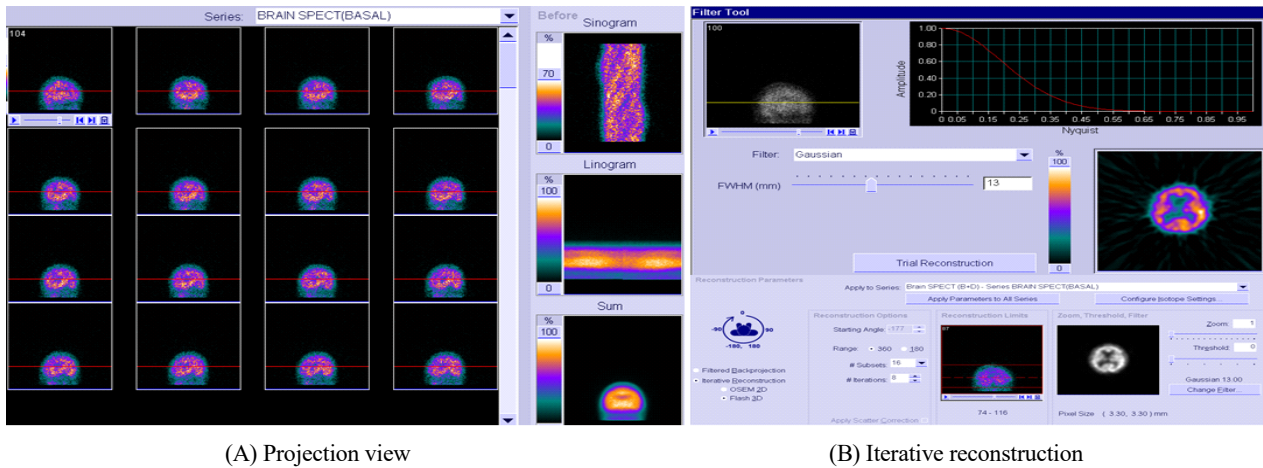 Series: BRAIN SPECT(BASAL)
104
Before
Sinogram
%
70
0
Linogram
%
100
0
Sum
%
100
0
Filter Tool
100
1.00
0.80
0.60
0.40
0.20
0
Amplitude
0 0.05 0.15 0.25 0.35 0.45 0.55 0.65 0.75 0.85 0.95
Nyquist
Filter: Gaussian
FWHM (mm) 13
%
100
0
Trial Reconstruction
Reconstruction Parameters
Apply to Series: Brain SPECT (B+D) - Series BRAIN SPECT(BASAL)
Apply Parameters to All Series
Configure Isotope Settings...
0
-90 90
-180, 180
Filtered Backprojection
Iterative Reconstruction
OSEM 2D
Flash 3D
Reconstruction Options
Starting Angle: -177
Range: 360 180
# Subsets: 16
# Iterations: 8
Apply Scatter Correction
Reconstruction Limits
97
74 - 116
Zoom, Threshold, Filter
Zoom: 1
Threshold: 0
Gaussian 13.00
Change Filter...
Pixel Size ( 3.30, 3.30 ) mm
(A) Projection view
(B) Iterative reconstruction